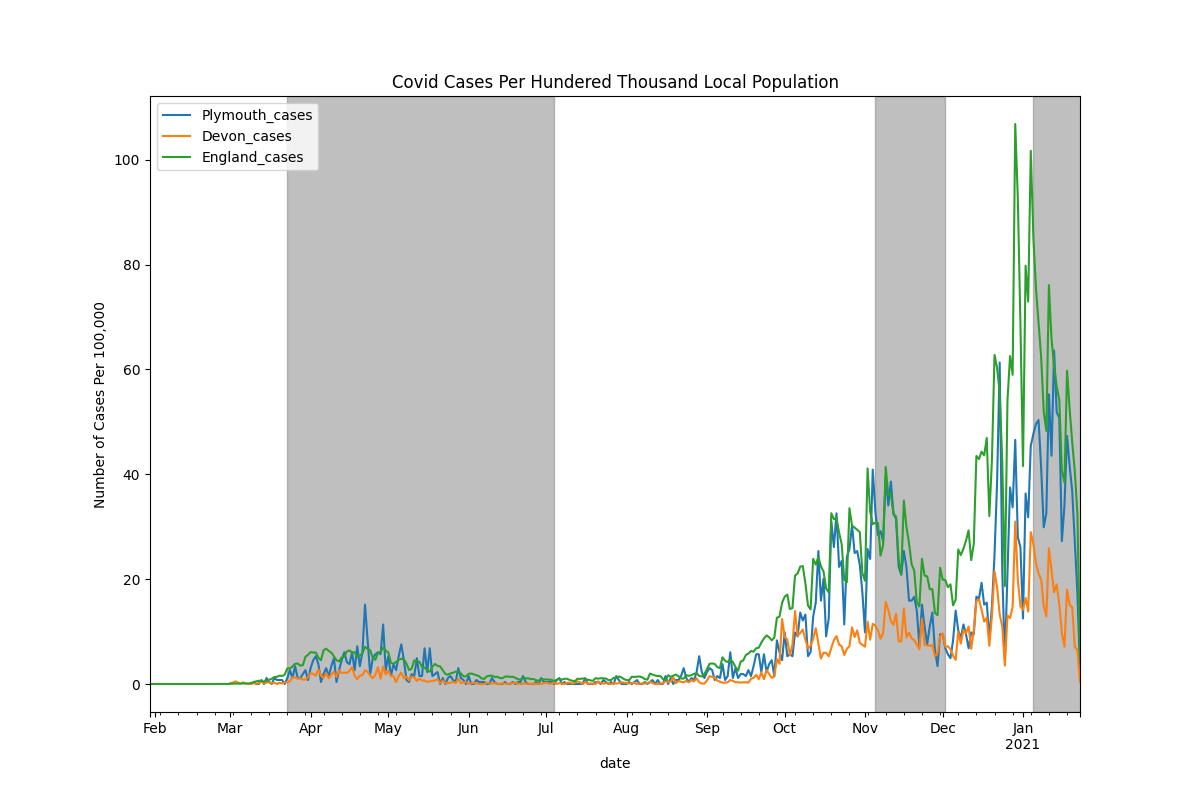 Covid Cases Per Hundered Thousand Local Population
Plymouth_cases
Devon_cases
England_cases
Number of Cases Per 100,000
100
80
60
40
20
0
Feb Mar Apr May Jun Jul Aug Sep Oct Nov Dec Jan
2021
date